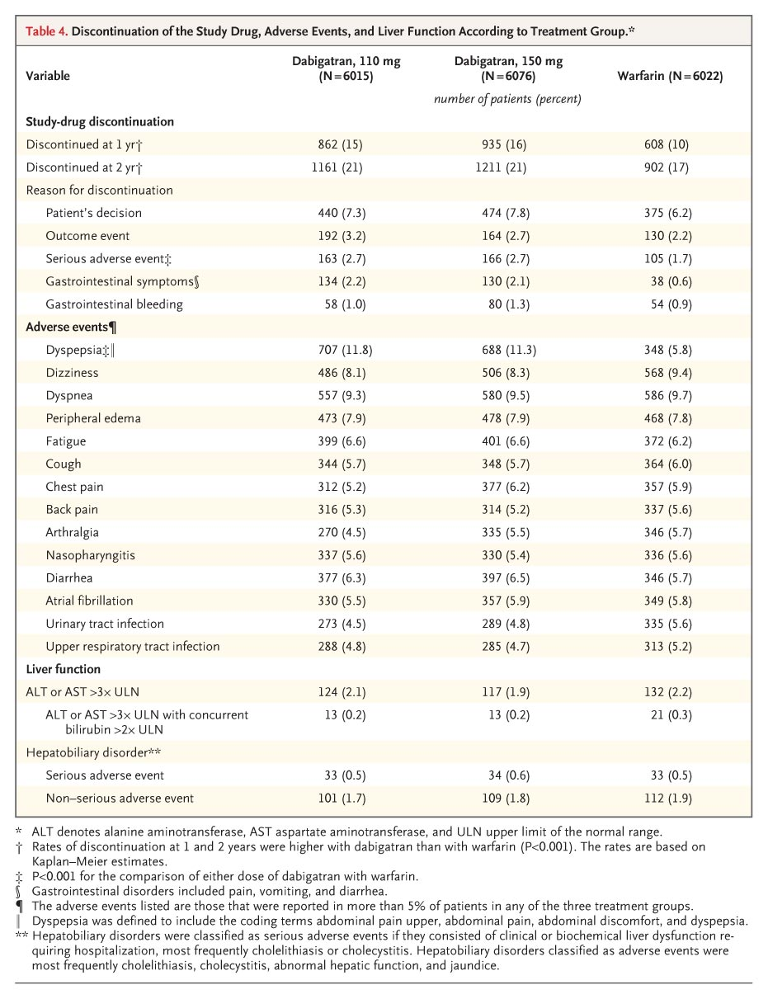 Table 4. Discontinuation of the Study Drug, Adverse Events, and Liver Function According to Treatment Group.*
Variable Dabigatran, 110 mg (N=6015) Dabigatran, 150 mg (N=6076) Warfarin (N=6022)
number of patients (percent)
Study-drug discontinuation
Discontinued at 1 yr† 862 (15) 935 (16) 608 (10)
Discontinued at 2 yr† 1161 (21) 1211 (21) 902 (17)
Reason for discontinuation
Patient's decision 440 (7.3) 474 (7.8) 375 (6.2)
Outcome event 192 (3.2) 164 (2.7) 130 (2.2)
Serious adverse event‡ 163 (2.7) 166 (2.7) 105 (1.7)
Gastrointestinal symptoms§ 134 (2.2) 130 (2.1) 38 (0.6)
Gastrointestinal bleeding 58 (1.0) 80 (1.3) 54 (0.9)
Adverse events¶
Dyspepsia‡‖ 707 (11.8) 688 (11.3) 348 (5.8)
Dizziness 486 (8.1) 506 (8.3) 568 (9.4)
Dyspnea 557 (9.3) 580 (9.5) 586 (9.7)
Peripheral edema 473 (7.9) 478 (7.9) 468 (7.8)
Fatigue 399 (6.6) 401 (6.6) 372 (6.2)
Cough 344 (5.7) 348 (5.7) 364 (6.0)
Chest pain 312 (5.2) 377 (6.2) 357 (5.9)
Back pain 316 (5.3) 314 (5.2) 337 (5.6)
Arthralgia 270 (4.5) 335 (5.5) 346 (5.7)
Nasopharyngitis 337 (5.6) 330 (5.4) 336 (5.6)
Diarrhea 377 (6.3) 397 (6.5) 346 (5.7)
Atrial fibrillation 330 (5.5) 357 (5.9) 349 (5.8)
Urinary tract infection 273 (4.5) 289 (4.8) 335 (5.6)
Upper respiratory tract infection 288 (4.8) 285 (4.7) 313 (5.2)
Liver function
ALT or AST >3× ULN 124 (2.1) 117 (1.9) 132 (2.2)
ALT or AST >3× ULN with concurrent 13 (0.2) 13 (0.2) 21 (0.3)
bilirubin >2× ULN
Hepatobiliary disorder**
Serious adverse event 33 (0.5) 34 (0.6) 33 (0.5)
Non–serious adverse event 101 (1.7) 109 (1.8) 112 (1.9)
* ALT denotes alanine aminotransferase, AST aspartate aminotransferase, and ULN upper limit of the normal range.
† Rates of discontinuation at 1 and 2 years were higher with dabigatran than with warfarin (P<0.001). The rates are based on
Kaplan–Meier estimates.
‡ P<0.001 for the comparison of either dose of dabigatran with warfarin.
§ Gastrointestinal disorders included pain, vomiting, and diarrhea.
¶ The adverse events listed are those that were reported in more than 5% of patients in any of the three treatment groups.
‖ Dyspepsia was defined to include the coding terms abdominal pain upper, abdominal pain, abdominal discomfort, and dyspepsia.
** Hepatobiliary disorders were classified as serious adverse events if they consisted of clinical or biochemical liver dysfunction re-
quiring hospitalization, most frequently cholelithiasis or cholecystitis. Hepatobiliary disorders classified as adverse events were
most frequently cholelithiasis, cholecystitis, abnormal hepatic function, and jaundice.